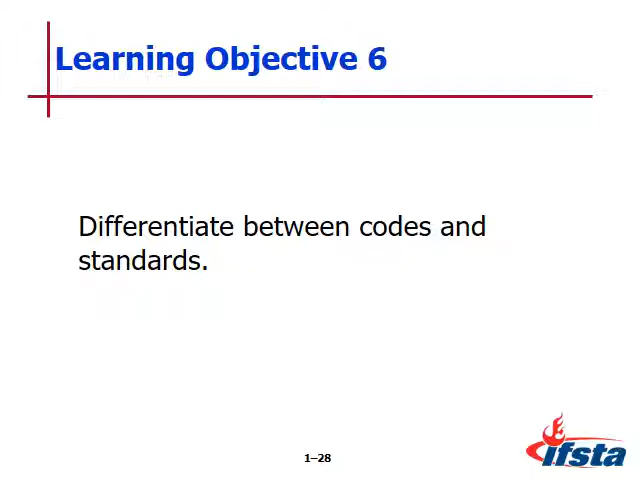 Learning Objective 6
Differentiate between codes and
standards.
1–28
ifsta